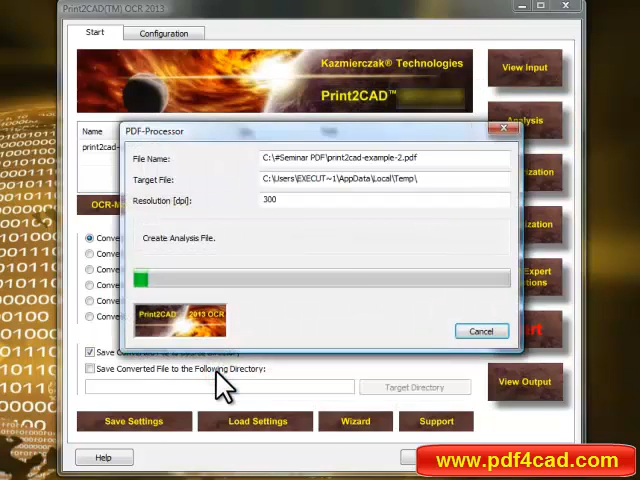 Print2CAD(TM) OCR 2013
Start
Configuration
Kazmierczak® Technologies
Print2CAD™
View Input
Name
print2cad-
PDF-Processor
File Name:
C:\#Seminar PDF\print2cad-example-2.pdf
Target File:
C:\Users\EXECUT~1\AppData\Local\Temp\
Resolution [dpi]:
300
Create Analysis File.
Print2CAD 2013 OCR
Cancel
Analysis
Expert
Save Converted File to the Following Directory:
Target Directory
View Output
Save Settings
Load Settings
Wizard
Support
Help
www.pdf4cad.com